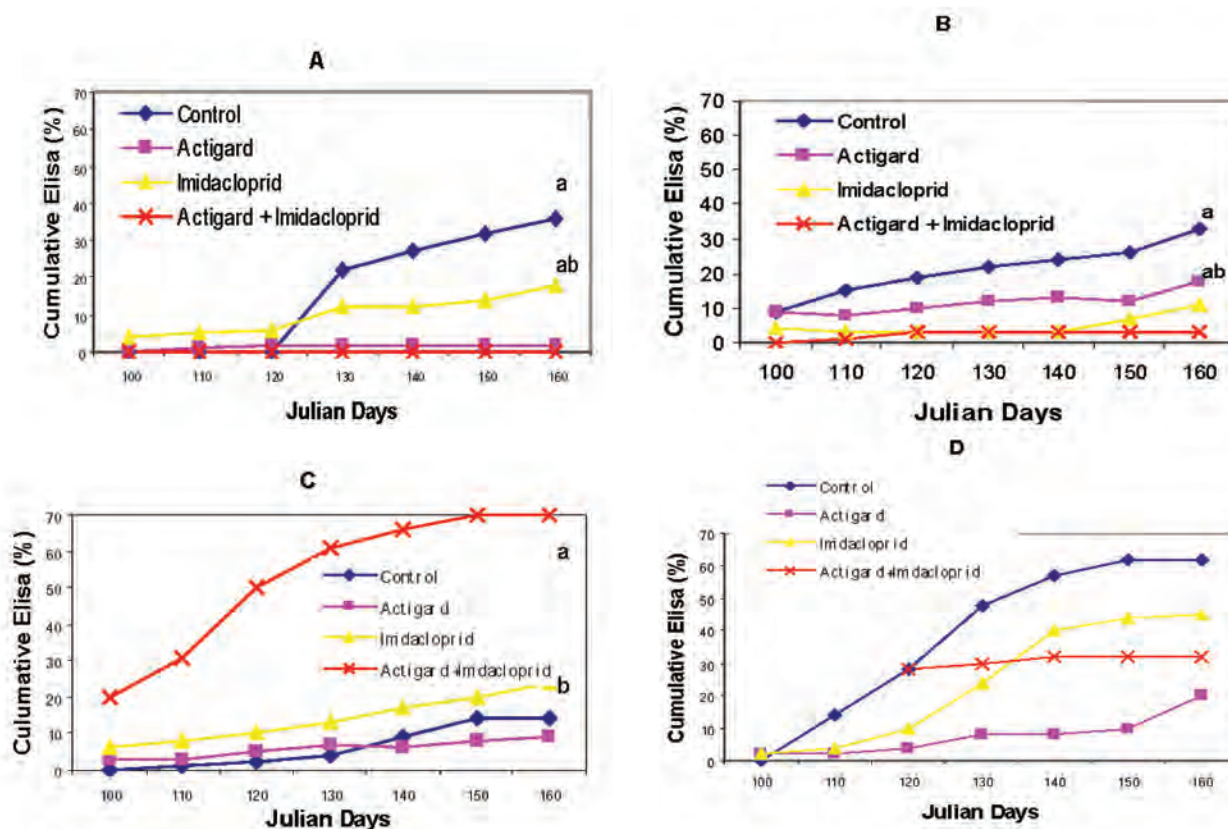 A
Cumulative Elisa (%)
70
60
50
40
30
20
10
0
Control
Actigard
Imidacloprid
Actigard + Imidacloprid
a
ab
100 110 120 130 140 150 160
Julian Days
B
Cumulative Elisa (%)
70
60
50
40
30
20
10
0
Control
Actigard
Imidacloprid
Actigard + Imidacloprid
a
ab
100 110 120 130 140 150 160
Julian Days
C
Culumative Elisa (%)
70
60
50
40
30
20
10
0
Control
Actigard
Imidacloprid
Actigard+Imidacloprid
a
b
100 110 120 130 140 150 160
Julian Days
D
Control
Actigard
Imidacloprid
Actigard+Imidacloprid
Cumulative Elisa (%)
70
60
50
40
30
20
10
0
100 110 120 130 140 150 160
Julian Days